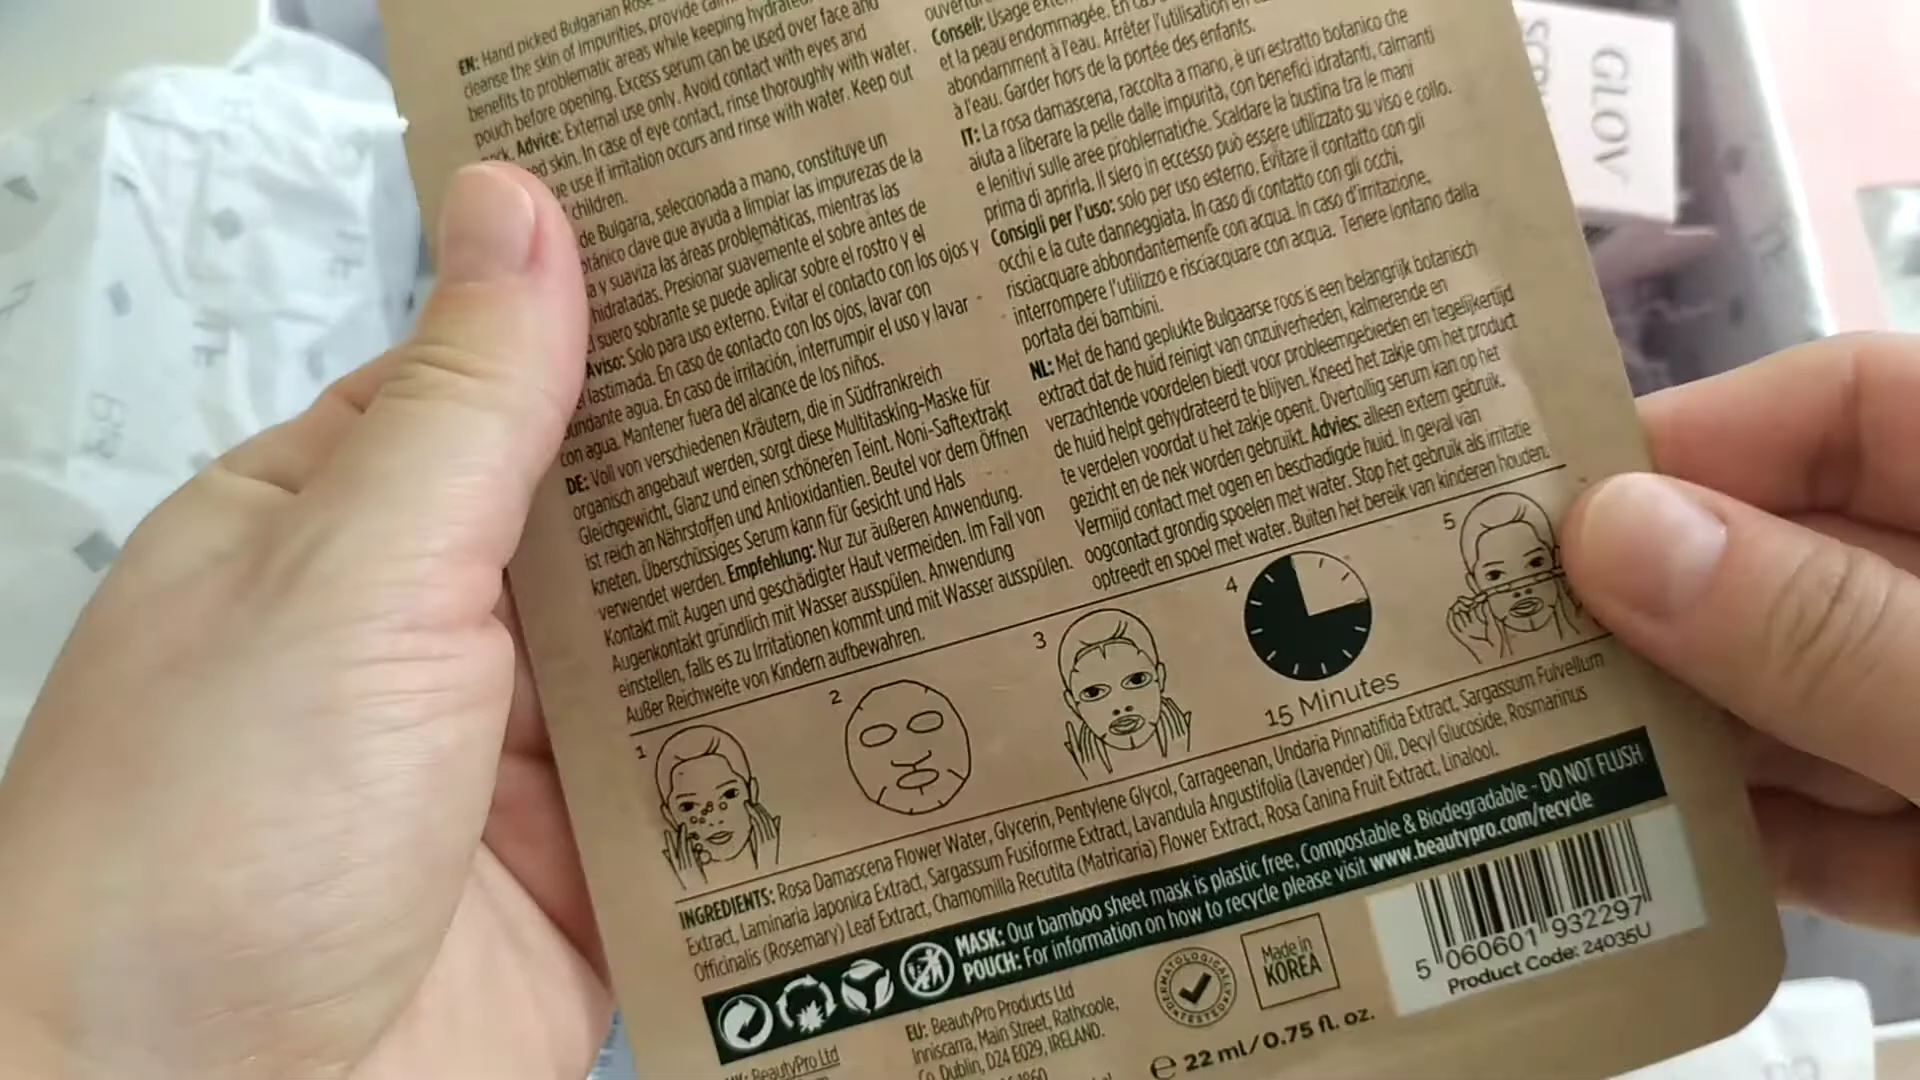 EN: Hand picked Bulgarian Rose
cleanse the skin of impurities, provide
benefits to problematic areas while keeping
pouch before opening. Excess serum can be used over face and
Advice: External use only. Avoid contact with eyes and
skin. In case of eye contact, rinse thoroughly with water.
use if irritation occurs and rinse with water. Keep out
children.
de Bulgaria, seleccionada a mano, constituye un
clave que ayuda a limpiar las impurezas de la
y suaviza las áreas problemáticas, mientras las
hidratadas. Presionar suavemente el sobre antes de
suero sobrante se puede aplicar sobre el rostro y el
Aviso: Solo para uso externo. Evitar el contacto con los ojos y
lastimada. En caso de contacto con los ojos, lavar con
agua. En caso de irritación, interrumpir el uso y lavar
con agua. Mantener fuera del alcance de los niños.
DE: Voll von verschiedenen Kräutern, die in Südfrankreich
organisch angebaut werden, sorgt diese Multitasking-Maske für
Gleichgewicht, Glanz und einen schöneren Teint. Noni-Saftextrakt
ist reich an Nährstoffen und Antioxidantien. Beutel vor dem Öffnen
kneten. Überschüssiges Serum kann für Gesicht und Hals
verwendet werden. Empfehlung: Nur zur äußeren Anwendung.
Kontakt mit Augen und geschädigter Haut vermeiden. Im Fall von
Augenkontakt gründlich mit Wasser ausspülen. Anwendung
einstellen, falls es zu Irritationen kommt und mit Wasser ausspülen.
Außer Reichweite von Kindern aufbewahren.
Conseil: Usage
et la peau endommagée. En cas
abondamment à l'eau. Arrêter l'utilisation en
à l'eau. Garder hors de la portée des enfants.
IT: La rosa damascena, raccolta a mano, è un estratto botanico che
aiuta a liberare la pelle dalle impurità, con benefici idratanti, calmanti
e lenitivi sulle aree problematiche. Scaldare la bustina tra le mani
prima di aprirla. Il siero in eccesso può essere utilizzato su viso e collo.
Consigli per l'uso: solo per uso esterno. Evitare il contatto con gli
occhi e la cute danneggiata. In caso di contatto con gli occhi,
risciacquare abbondantemente con acqua. In caso d'irritazione,
interrompere l'utilizzo e risciacquare con acqua. Tenere lontano dalla
portata dei bambini.
NL: Met de hand geplukte Bulgaarse roos is een belangrijk botanisch
extract dat de huid reinigt van onzuiverheden, kalmerende en
verzachtende voordelen biedt voor probleemgebieden en tegelijkertijd
de huid helpt gehydrateerd te blijven. Kneed het zakje om het product
te verdelen voordat u het zakje opent. Overtollig serum kan op het
gezicht en de nek worden gebruikt. Advies: alleen extern gebruik.
Vermijd contact met ogen en beschadigde huid. In geval van
oogcontact grondig spoelen met water. Stop het gebruik als irritatie
optreedt en spoel met water. Buiten het bereik van kinderen houden.
1
2
3
4
5
15 Minutes
INGREDIENTS: Rosa Damascena Flower Water, Glycerin, Pentylene Glycol, Carrageenan, Undaria Pinnatifida Extract, Sargassum Fulvellum
Extract, Laminaria Japonica Extract, Sargassum Fusiforme Extract, Lavandula Angustifolia (Lavender) Oil, Decyl Glucoside, Rosmarinus
Officinalis (Rosemary) Leaf Extract, Chamomilla Recutita (Matricaria) Flower Extract, Rosa Canina Fruit Extract, Linalool.
MASK: Our bamboo sheet mask is plastic free, Compostable & Biodegradable - DO NOT FLUSH
POUCH: For information on how to recycle please visit www.beautypro.com/recycle
BeautyPro Ltd
EU: BeautyPro Products Ltd
Inniscarra, Main Street, Rathcoole,
Co. Dublin, D24 E029, IRELAND.
DERMATOLOGICALLY TESTED
Made in
KOREA
5 060601 932297
Product Code: 24035U
e 22 ml/0.75 fl. oz.
GLOV